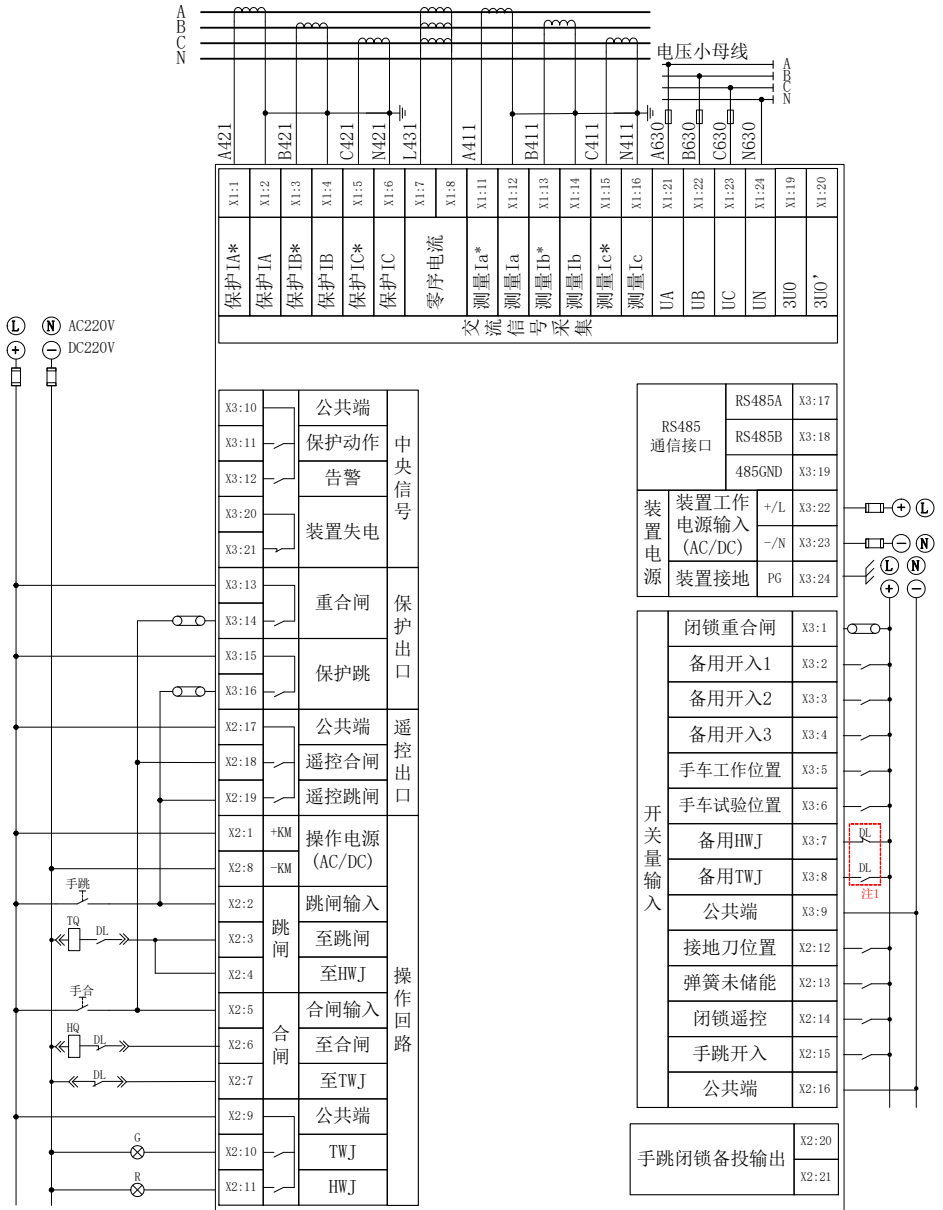 A
B
C
N
电压小母线
A
B
C
N
A421
B421
C421
N421
L431
A411
B411
C411
N411
A630
B630
C630
N630
X1:1
X1:2
X1:3
X1:4
X1:5
X1:6
X1:7
X1:8
X1:11
X1:12
X1:13
X1:14
X1:15
X1:16
X1:21
X1:22
X1:23
X1:24
X1:19
X1:20
保护IA*
保护IA
保护IB*
保护IB
保护IC*
保护IC
零序电流
测量Ia*
测量Ia
测量Ib*
测量Ib
测量Ic*
测量Ic
UA
UB
UC
UN
3U0
3U0'
交流信号采集
L N AC220V
+ − DC220V
X3:10 公共端
X3:11 保护动作
X3:12 告警
X3:20
装置失电
X3:21
中央信号
X3:13
重合闸
X3:14
X3:15
保护跳
X3:16
保护出口
X2:17 公共端
X2:18 遥控合闸
X2:19 遥控跳闸
遥控出口
X2:1 +KM
操作电源
(AC/DC)
X2:8 -KM
手跳
X2:2 跳闸输入
TQ DL
X2:3 至跳闸
X2:4 至HWJ
跳闸
手合
X2:5 合闸输入
HQ DL
X2:6 至合闸
DL
X2:7 至TWJ
合闸
X2:9 公共端
G
X2:10 TWJ
R
X2:11 HWJ
操作回路
RS485
通信接口
RS485A X3:17
RS485B X3:18
485GND X3:19
装置电源
装置工作
电源输入
(AC/DC)
+/L X3:22 + L
-/N X3:23 − N
装置接地 PG X3:24
L N
+ −
开关量输入
闭锁重合闸 X3:1
备用开入1 X3:2
备用开入2 X3:3
备用开入3 X3:4
手车工作位置 X3:5
手车试验位置 X3:6
备用HWJ X3:7 DL
备用TWJ X3:8 DL
注1
公共端 X3:9
接地刀位置 X2:12
弹簧未储能 X2:13
闭锁遥控 X2:14
手跳开入 X2:15
公共端 X2:16
手跳闭锁备投输出
X2:20
X2:21